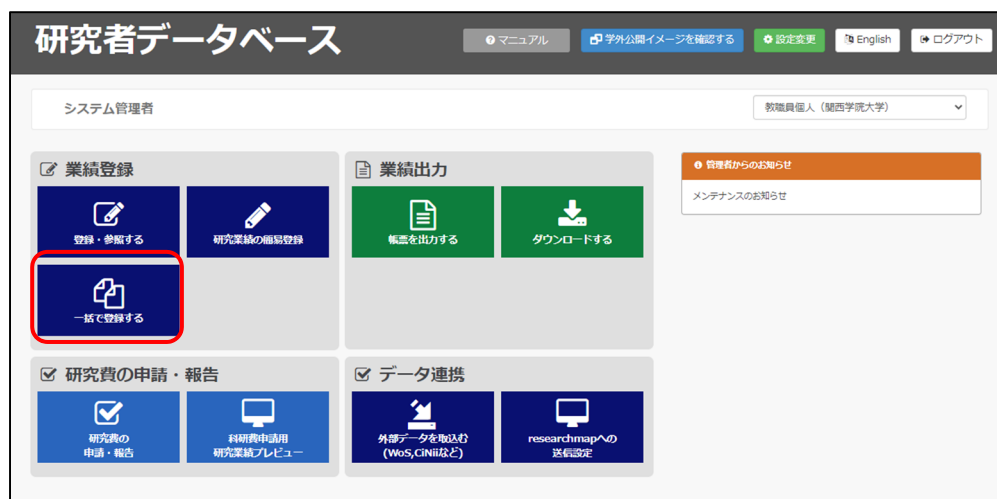 研究者データベース
マニュアル
学外公開イメージを確認する
設定変更
English
ログアウト
システム管理者
教職員個人（関西学院大学）
業績登録
登録・参照する
研究業績の簡易登録
一括で登録する
業績出力
帳票を出力する
ダウンロードする
管理者からのお知らせ
メンテナンスのお知らせ
研究費の申請・報告
研究費の
申請・報告
科研費申請用
研究業績プレビュー
データ連携
外部データを取込む
(WoS,CiNiiなど)
researchmapへの
送信設定